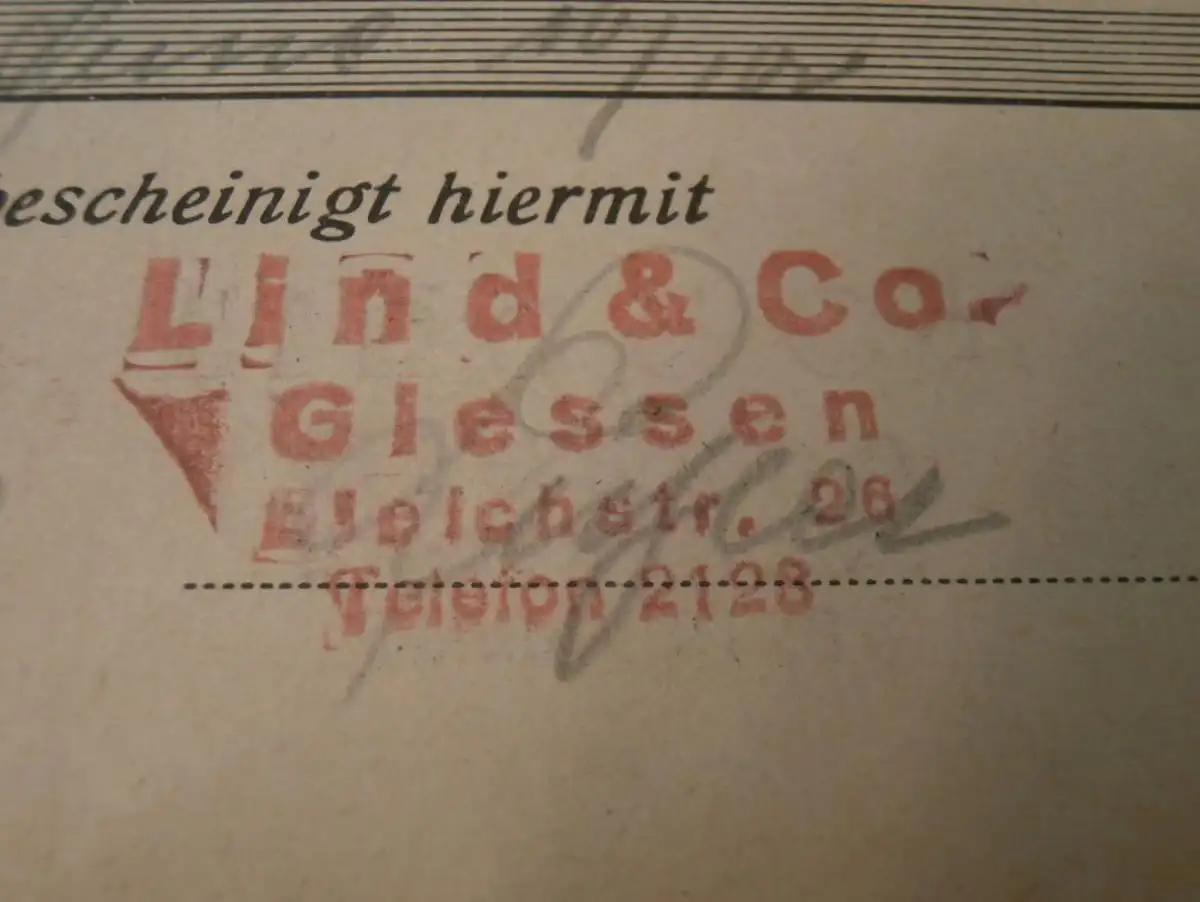 bescheinigt hiermit
Lind & Co.
Giessen
Bleichstr. 26
Telefon 2128